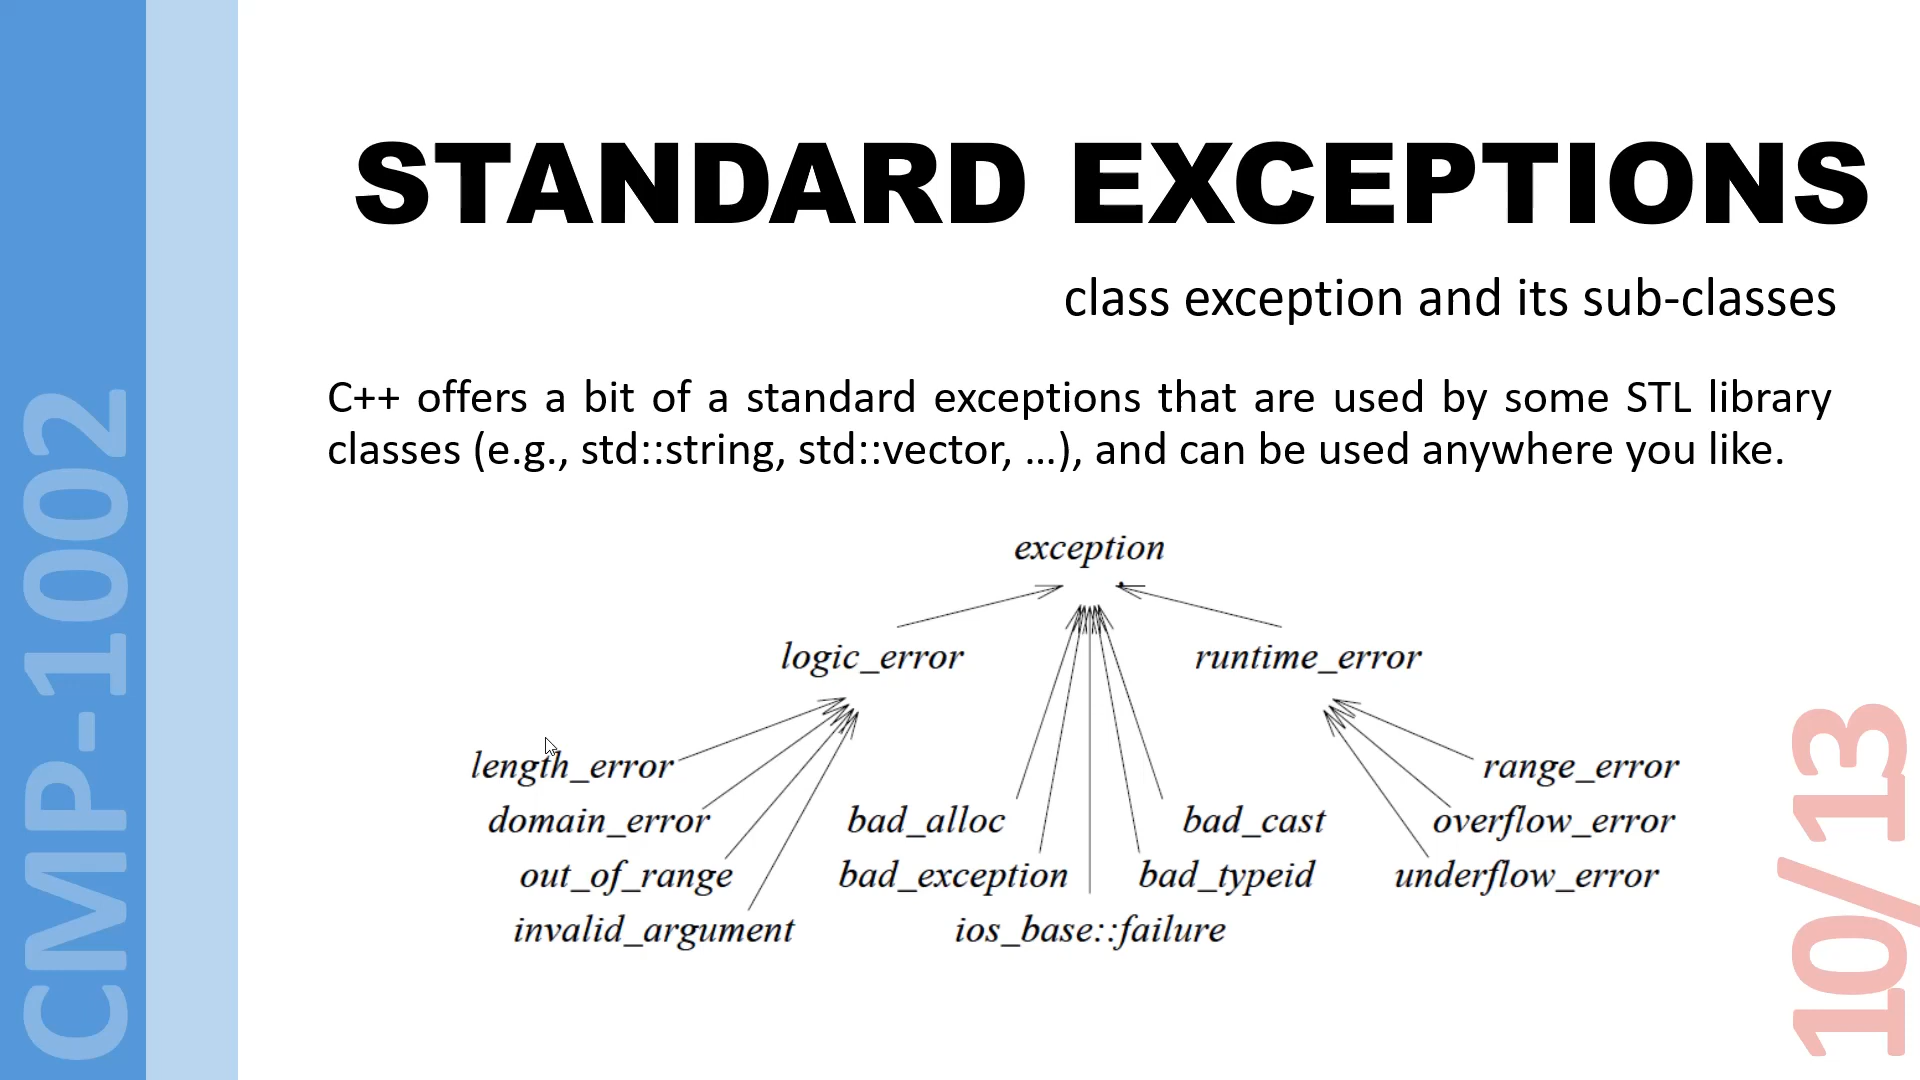 STANDARD EXCEPTIONS
class exception and its sub-classes
C++ offers a bit of a standard exceptions that are used by some STL library
classes (e.g., std::string, std::vector, ...), and can be used anywhere you like.
exception
logic_error
runtime_error
length_error
range_error
domain_error
bad_alloc
bad_cast
overflow_error
out_of_range
bad_exception
bad_typeid
underflow_error
invalid_argument
ios_base::failure
CMP-1002
10/13